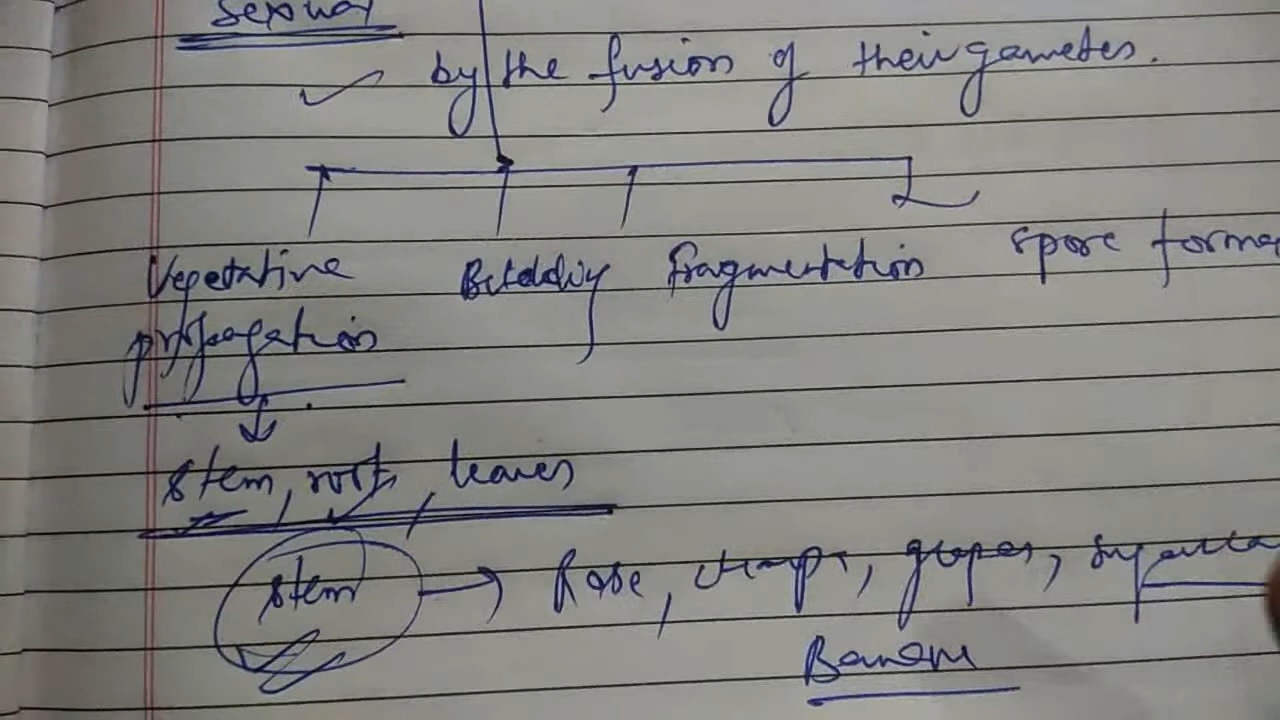 sexual
by the fusion of their gametes.
Vegetative Budding fragmentation spore forma
propagation
stem, roots, leaves
stem → Rose, grapes,
Banana